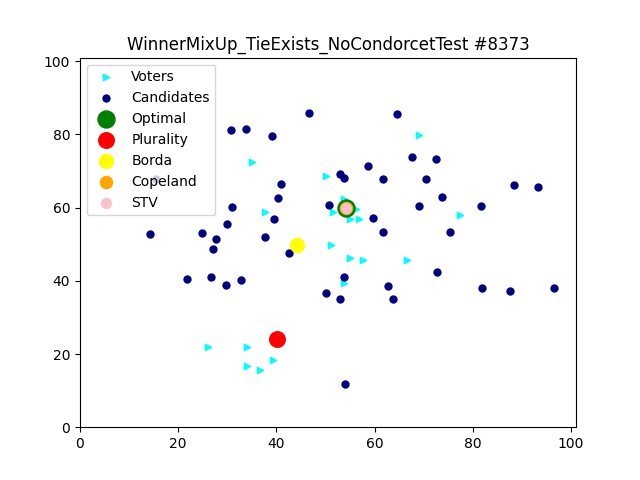 WinnerMixUp_TieExists_NoCondorcetTest #8373
100
80
60
40
20
0
Voters
Candidates
Optimal
Plurality
Borda
Copeland
STV
0
20
40
60
80
100